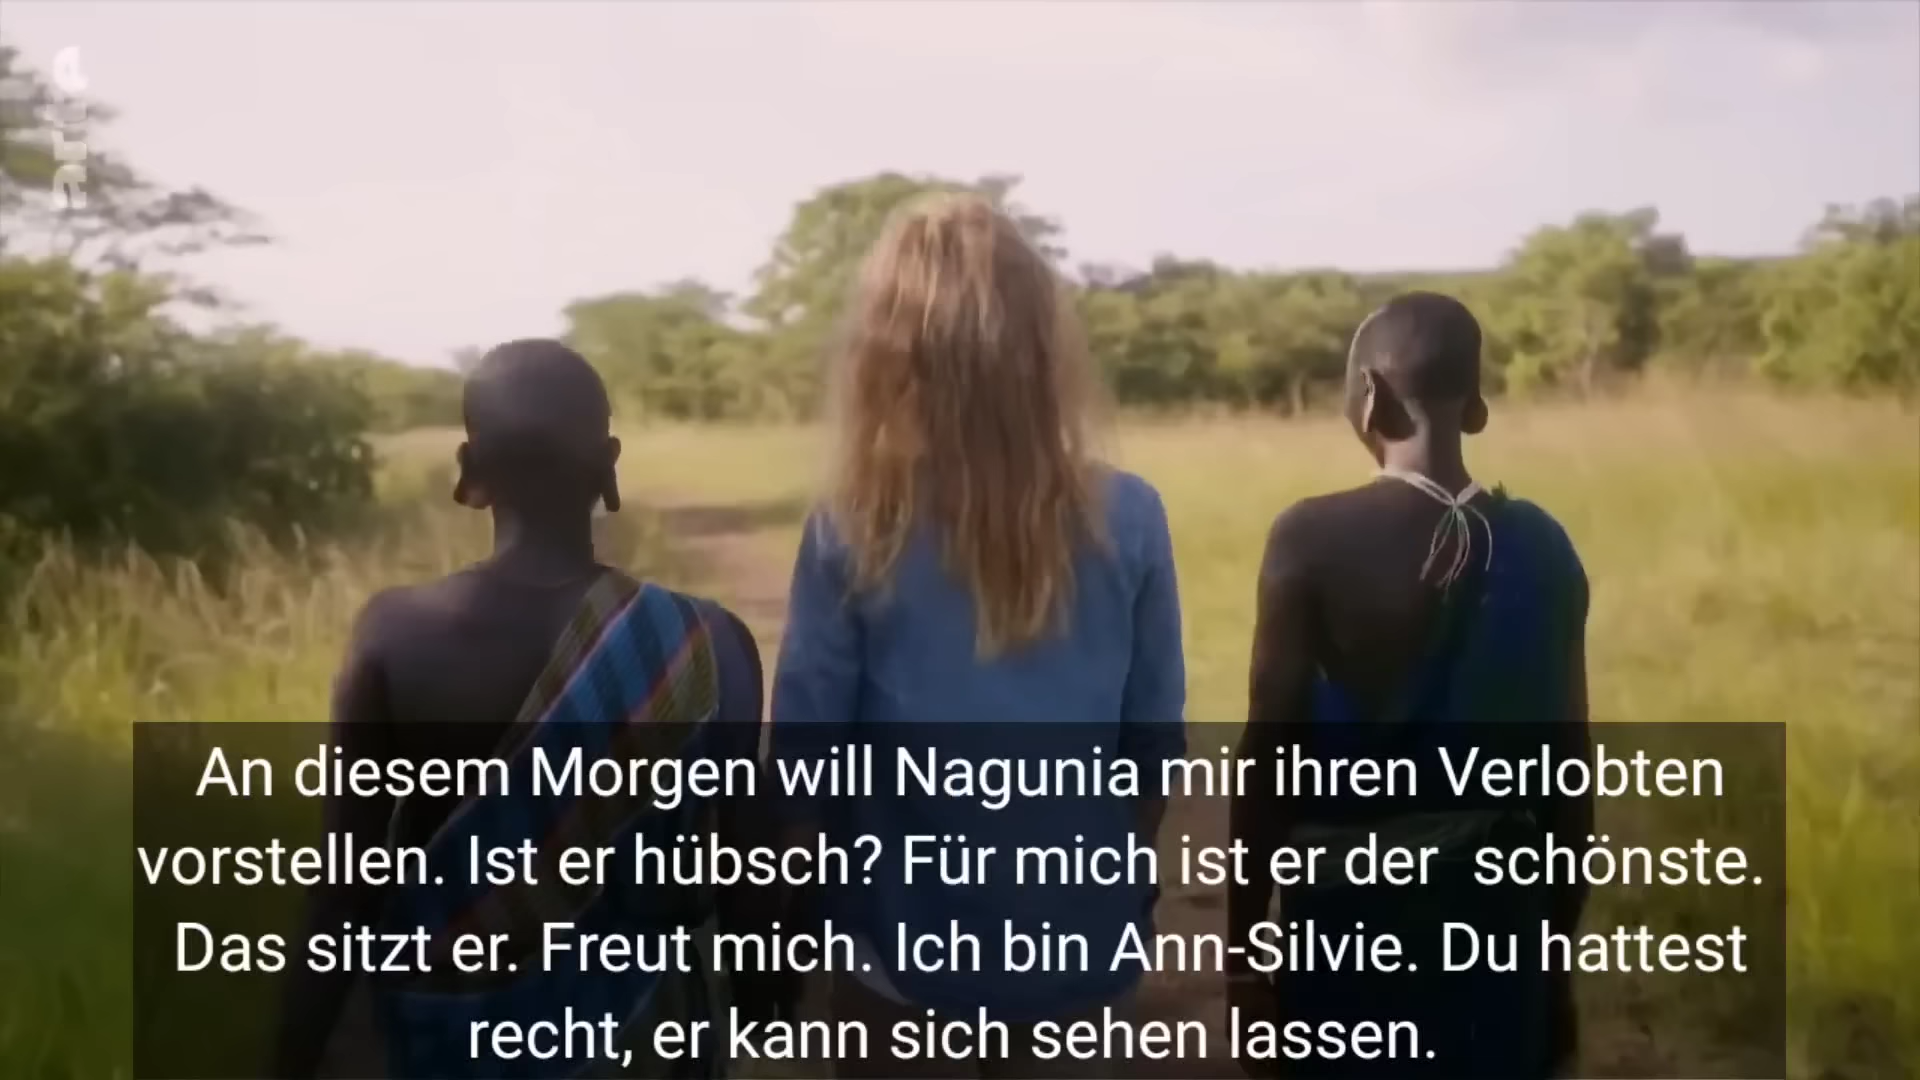 arte
An diesem Morgen will Nagunia mir ihren Verlobten
vorstellen. Ist er hübsch? Für mich ist er der  schönste.
Das sitzt er. Freut mich. Ich bin Ann-Silvie. Du hattest
recht, er kann sich sehen lassen.